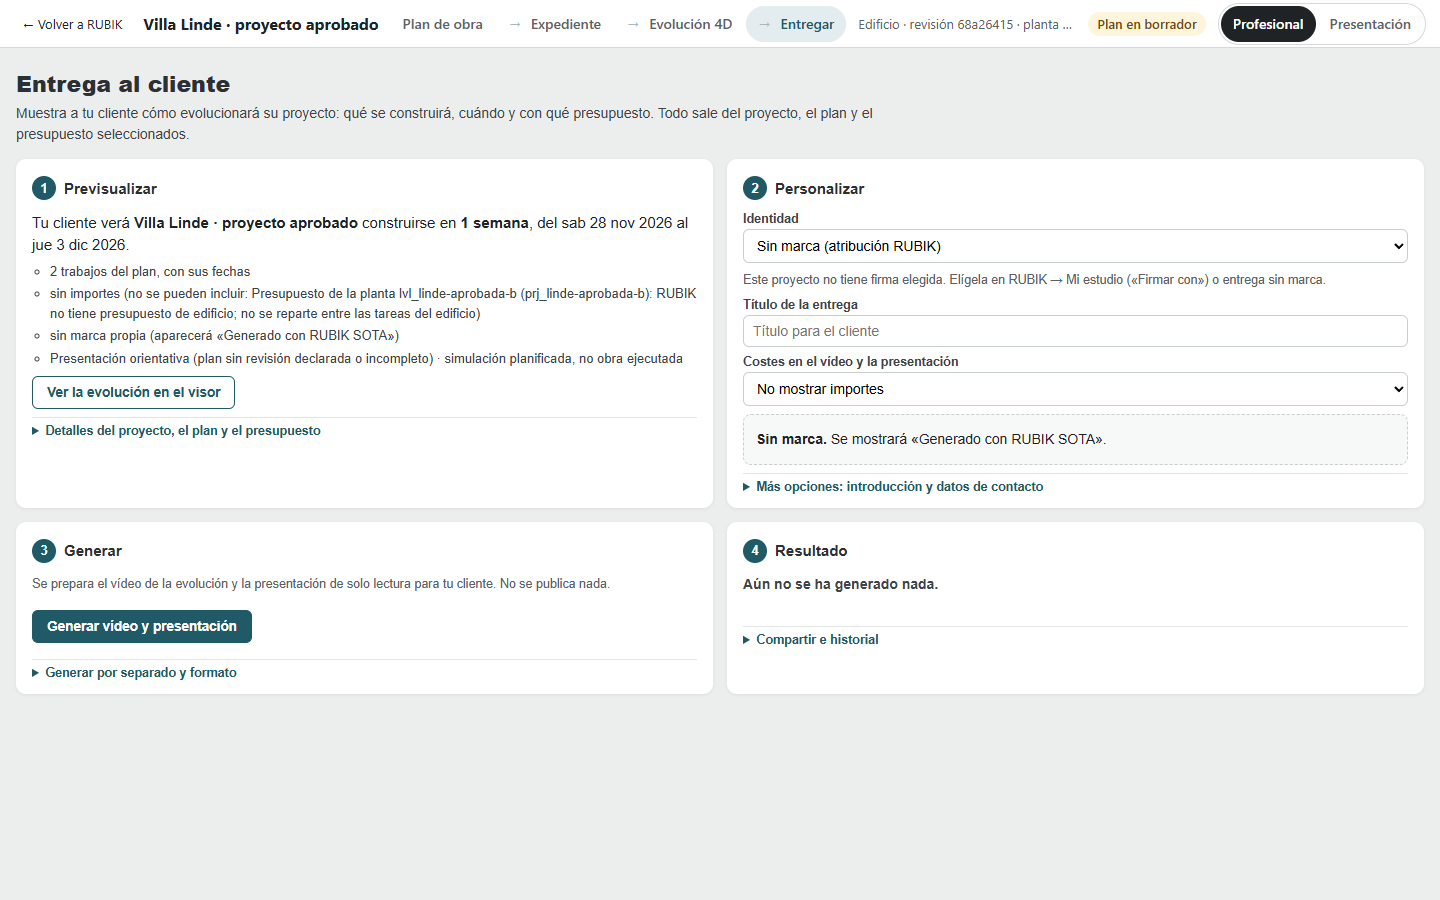 ← Volver a RUBIK
Villa Linde · proyecto aprobado
Plan de obra
→ Expediente
→ Evolución 4D
→ Entregar
Edificio · revisión 68a26415 · planta ...
Plan en borrador
Profesional
Presentación
Entrega al cliente
Muestra a tu cliente cómo evolucionará su proyecto: qué se construirá, cuándo y con qué presupuesto. Todo sale del proyecto, el plan y el
presupuesto seleccionados.
1 Previsualizar
Tu cliente verá Villa Linde · proyecto aprobado construirse en 1 semana, del sab 28 nov 2026 al
jue 3 dic 2026.
2 trabajos del plan, con sus fechas
sin importes (no se pueden incluir: Presupuesto de la planta lvl_linde-aprobada-b (prj_linde-aprobada-b): RUBIK
no tiene presupuesto de edificio; no se reparte entre las tareas del edificio)
sin marca propia (aparecerá «Generado con RUBIK SOTA»)
Presentación orientativa (plan sin revisión declarada o incompleto) · simulación planificada, no obra ejecutada
Ver la evolución en el visor
Detalles del proyecto, el plan y el presupuesto
2 Personalizar
Identidad
Sin marca (atribución RUBIK)
Este proyecto no tiene firma elegida. Elígela en RUBIK → Mi estudio («Firmar con») o entrega sin marca.
Título de la entrega
Título para el cliente
Costes en el vídeo y la presentación
No mostrar importes
Sin marca. Se mostrará «Generado con RUBIK SOTA».
Más opciones: introducción y datos de contacto
3 Generar
Se prepara el vídeo de la evolución y la presentación de solo lectura para tu cliente. No se publica nada.
Generar vídeo y presentación
Generar por separado y formato
4 Resultado
Aún no se ha generado nada.
Compartir e historial